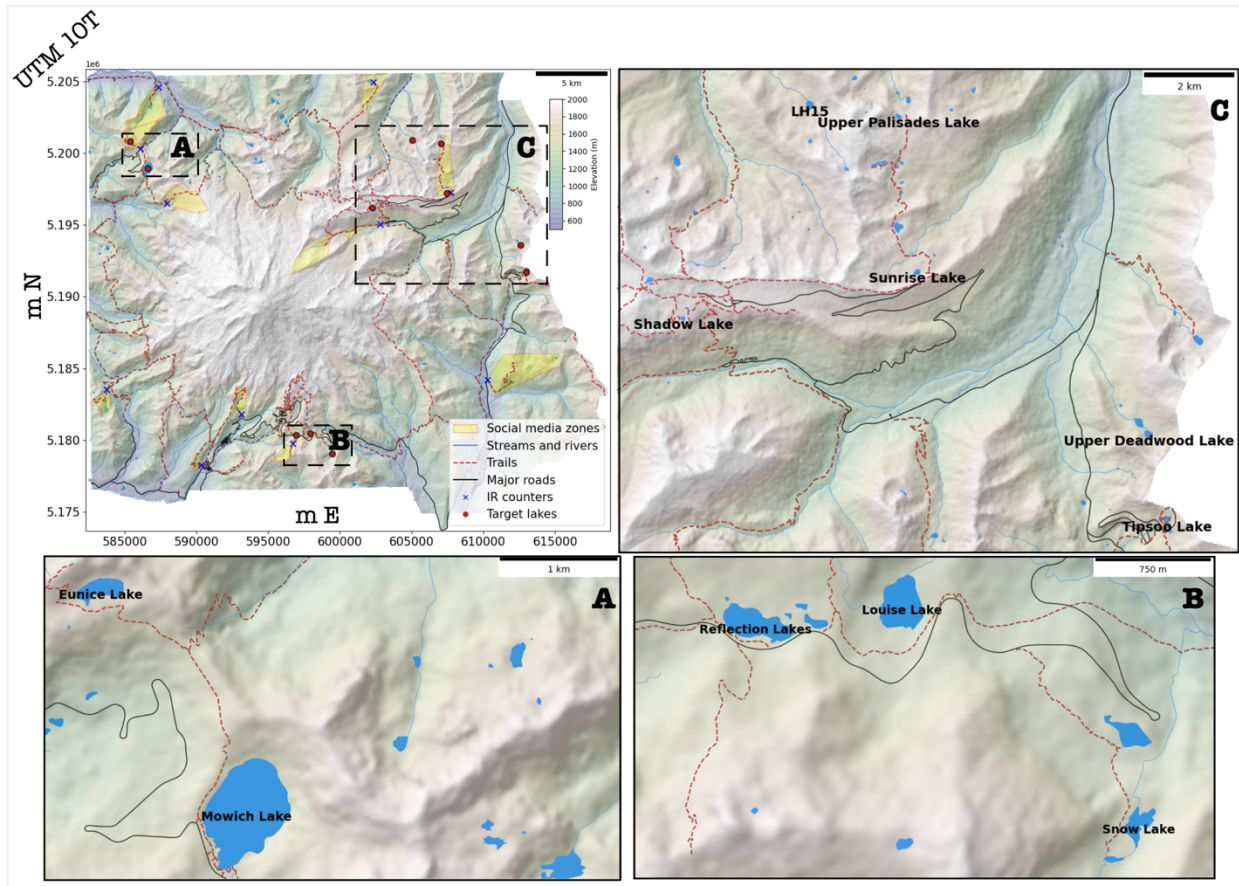 UTM 10T
1e6
5.205
5.200
5.195
5.190
5.185
5.180
5.175
m N
585000 590000 595000 600000 605000 610000 615000
m E
5 km
2000
1800
1600
1400
1200
1000
800
600
Elevation (m)
A
C
B
Social media zones
Streams and rivers
Trails
Major roads
IR counters
Target lakes
2 km
C
LH15
Upper Palisades Lake
Sunrise Lake
Shadow Lake
Upper Deadwood Lake
Tipsoo Lake
1 km
A
Eunice Lake
Mowich Lake
750 m
B
Louise Lake
Reflection Lakes
Snow Lake